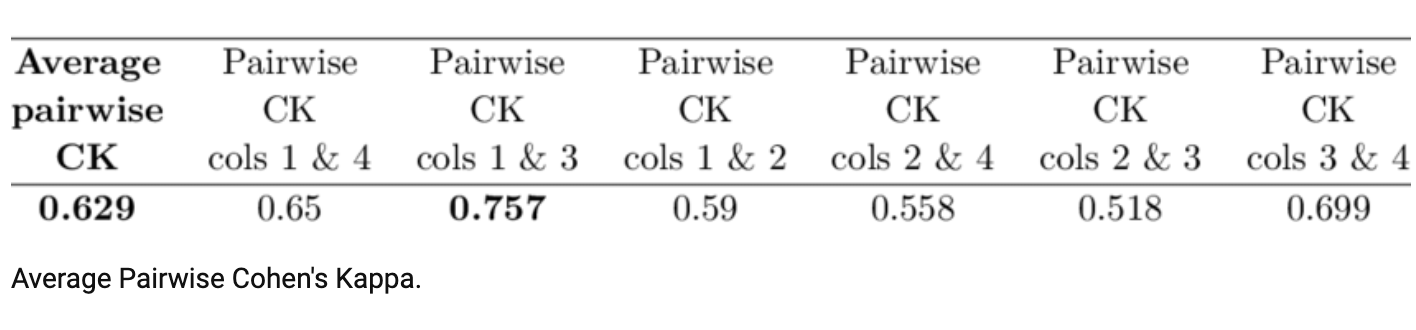 Average Pairwise Pairwise Pairwise Pairwise Pairwise Pairwise
pairwise CK CK CK CK CK CK
CK cols 1 & 4 cols 1 & 3 cols 1 & 2 cols 2 & 4 cols 2 & 3 cols 3 & 4
0.629 0.65 0.757 0.59 0.558 0.518 0.699
Average Pairwise Cohen's Kappa.